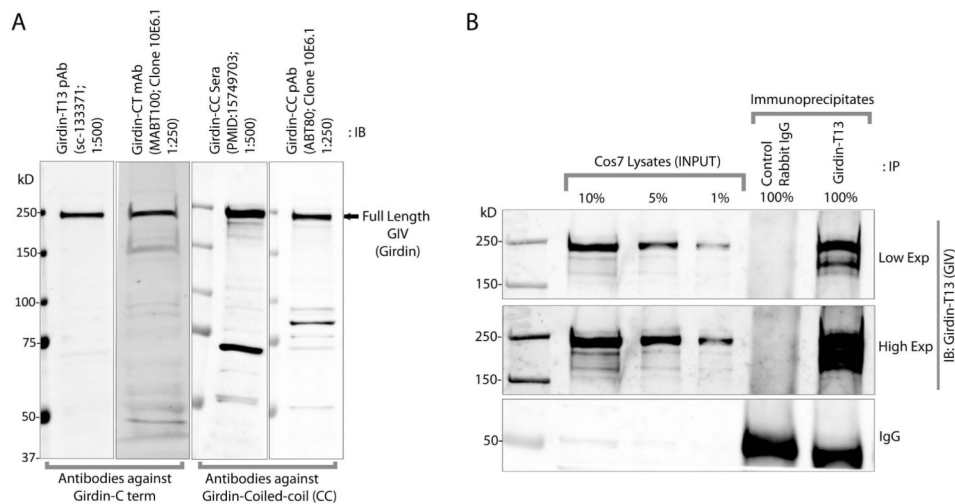 A
Girdin-T13 pAb
(sc-133371;
1:500)
Girdin-CT mAb
(MABT100; Clone 10E6.1
1:250)
Girdin-CC Sera
(PMID:15749703;
1:500)
Girdin-CC pAb
(ABT80; Clone 10E6.1
1:250)
: IB
kD
250
150
100
75
50
37
Full Length
GIV
(Girdin)
Antibodies against
Girdin-C term
Antibodies against
Girdin-Coiled-coil (CC)
B
Immunoprecipitates
Cos7 Lysates (INPUT)
Control
Rabbit IgG
Girdin-T13
: IP
10%
5%
1%
100%
100%
kD
250
150
Low Exp
250
150
High Exp
IB: Girdin-T13 (GIV)
50
IgG